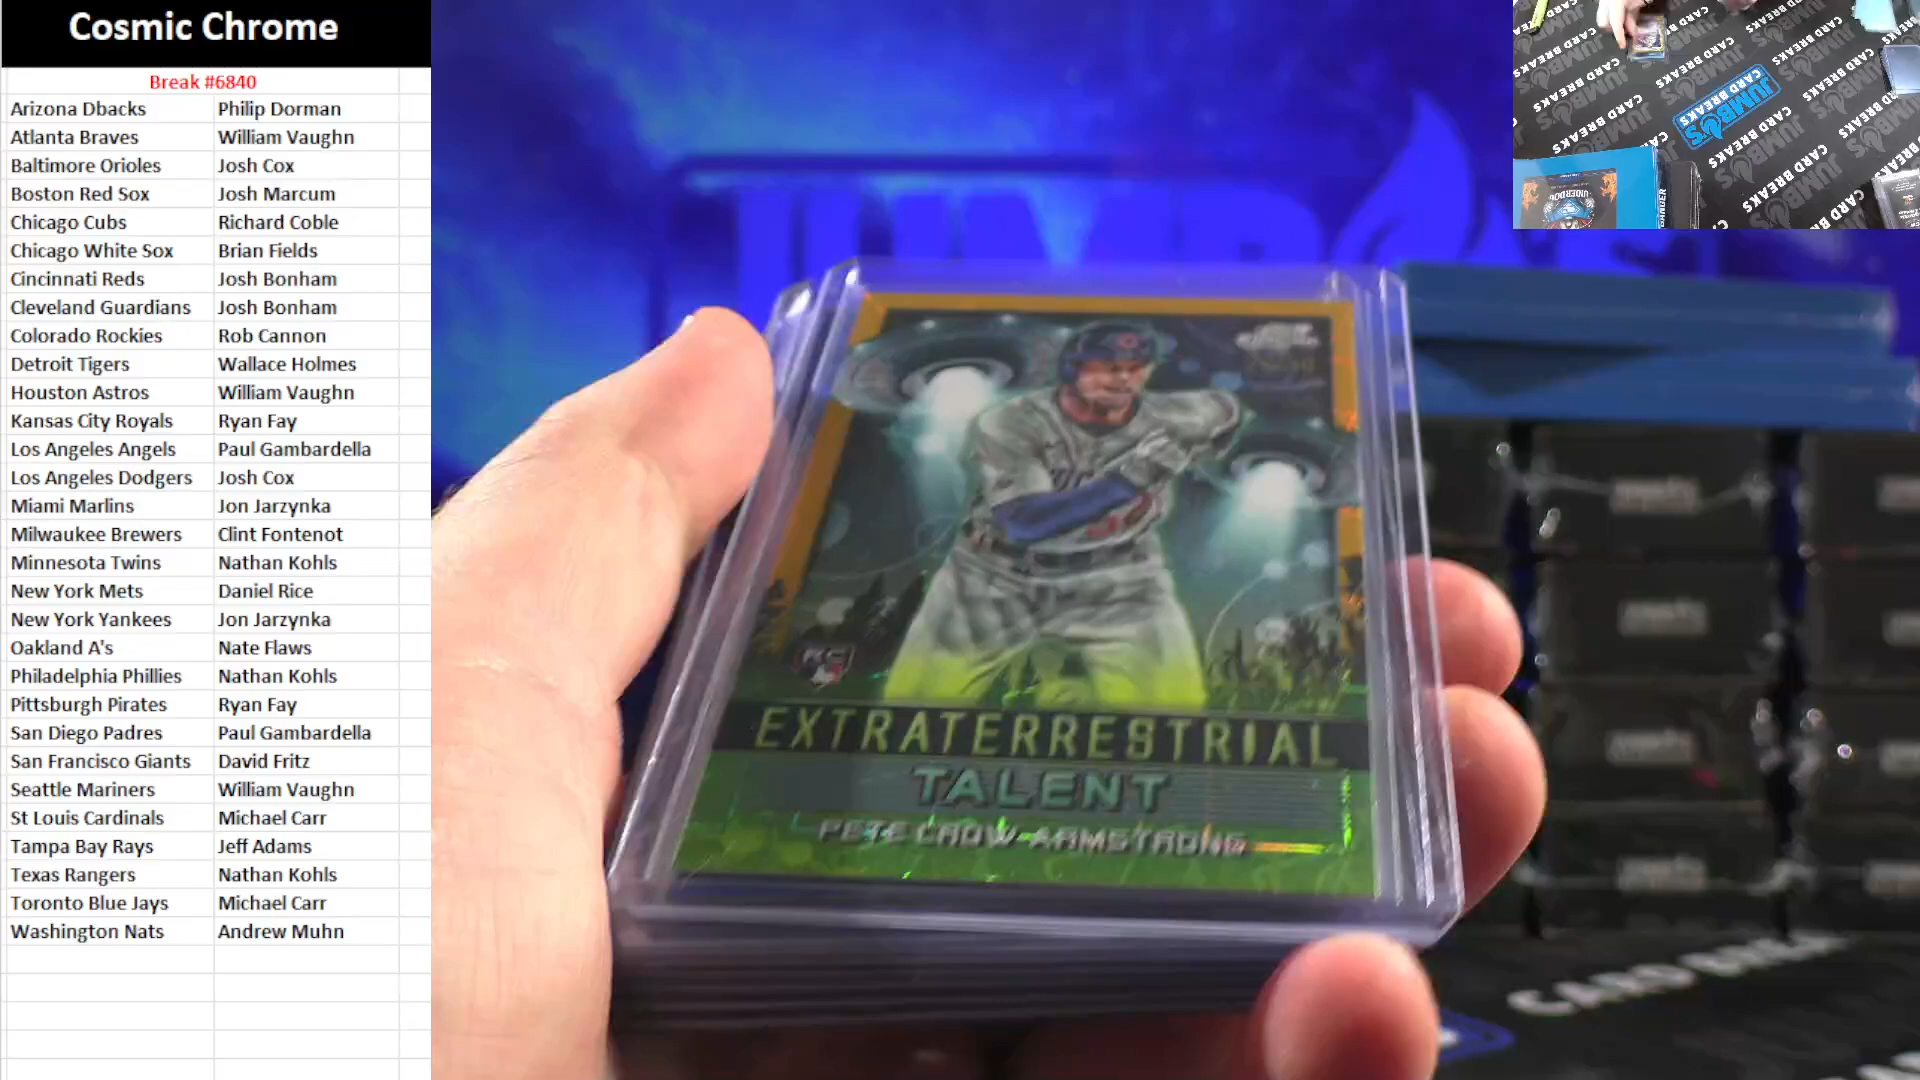 Cosmic Chrome
Break #6840
Arizona Dbacks Philip Dorman
Atlanta Braves William Vaughn
Baltimore Orioles Josh Cox
Boston Red Sox Josh Marcum
Chicago Cubs Richard Coble
Chicago White Sox Brian Fields
Cincinnati Reds Josh Bonham
Cleveland Guardians Josh Bonham
Colorado Rockies Rob Cannon
Detroit Tigers Wallace Holmes
Houston Astros William Vaughn
Kansas City Royals Ryan Fay
Los Angeles Angels Paul Gambardella
Los Angeles Dodgers Josh Cox
Miami Marlins Jon Jarzynka
Milwaukee Brewers Clint Fontenot
Minnesota Twins Nathan Kohls
New York Mets Daniel Rice
New York Yankees Jon Jarzynka
Oakland A's Nate Flaws
Philadelphia Phillies Nathan Kohls
Pittsburgh Pirates Ryan Fay
San Diego Padres Paul Gambardella
San Francisco Giants David Fritz
Seattle Mariners William Vaughn
St Louis Cardinals Michael Carr
Tampa Bay Rays Jeff Adams
Texas Rangers Nathan Kohls
Toronto Blue Jays Michael Carr
Washington Nats Andrew Muhn
JUMBO'S
CARD BREAKS
RC
EXTRATERRESTRIAL
TALENT
PETE CROW-ARMSTRONG